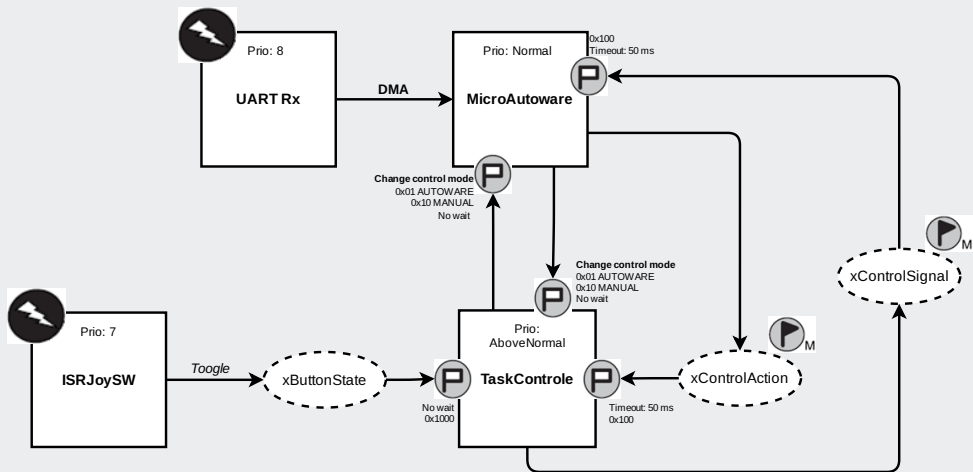 Prio: 8
UART Rx
DMA
Prio: Normal
MicroAutoware
0x100
Timeout: 50 ms
Change control mode
0x01 AUTOWARE
0x10 MANUAL
No wait
Change control mode
0x01 AUTOWARE
0x10 MANUAL
No wait
M
xControlSignal
Prio: 7
ISRJoySW
Toogle
xButtonState
No wait
0x1000
Prio:
AboveNormal
TaskControle
Timeout: 50 ms
0x100
M
xControlAction